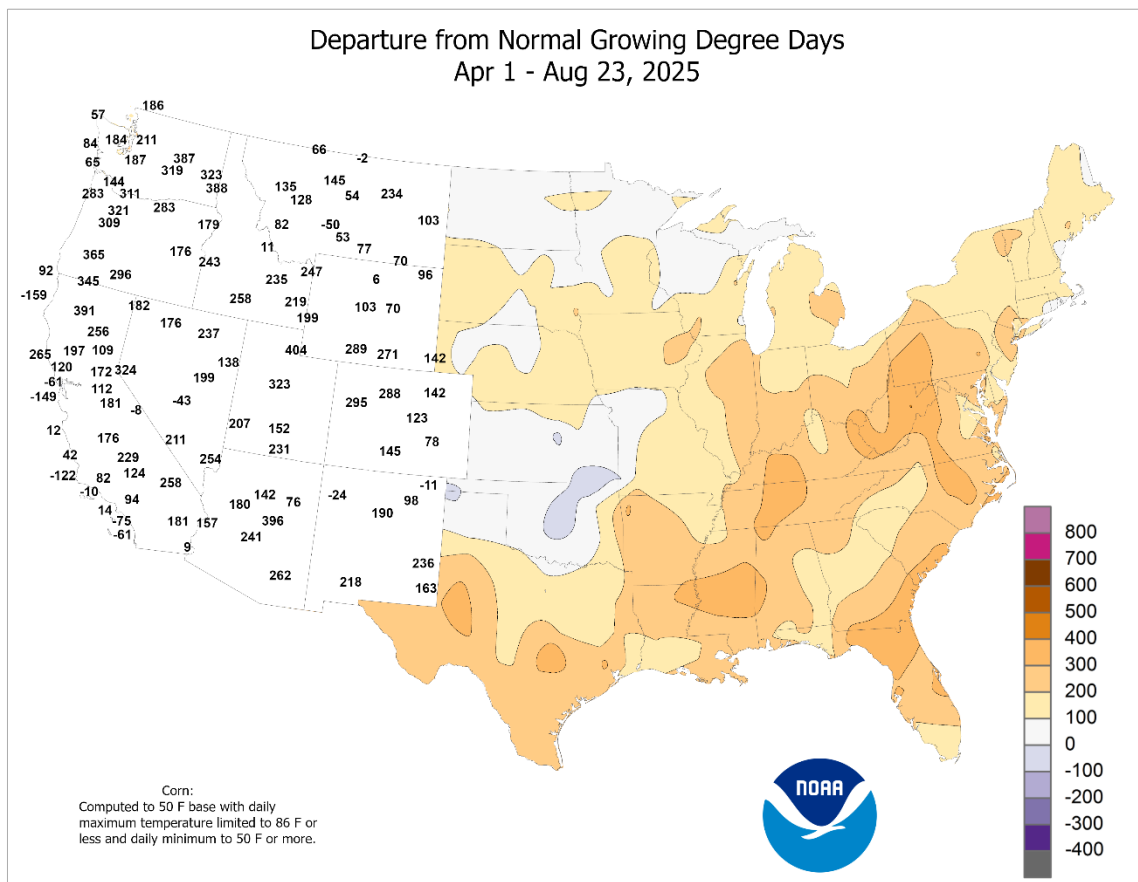 Departure from Normal Growing Degree Days
Apr 1 - Aug 23, 2025
186
57
84 184 211
66
-2
65 187 387
319 323
144 388
283 311
135 145
128 54 234
321 283
309 179
82 -50 103
53
365 176 243
11 77
70
92 345 296
235 247 6 96
-159
391 182
258 219 103 70
199
176
256 237
265 197 109
404 289 271 142
120 172 324 138
-61 112 199
323
288 142
-149 181 -8 -43
295
123
12 207 152
176 211 231
145 78
42 229 254
-122 82 124 258
-11
-10 94
180 142 76 -24 98
14
-75 181 157 396 190
-61
241
9
236
262 218 163
800
700
600
500
400
300
200
100
0
-100
-200
-300
-400
NOAA
Corn:
Computed to 50 F base with daily
maximum temperature limited to 86 F or
less and daily minimum to 50 F or more.